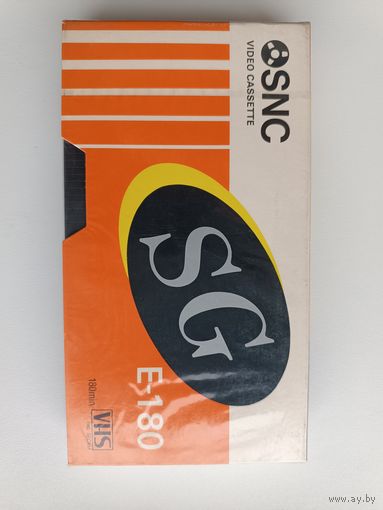 SNC
VIDEO CASSETTE
SG
E-180
180min.
VHS
www.ay.by